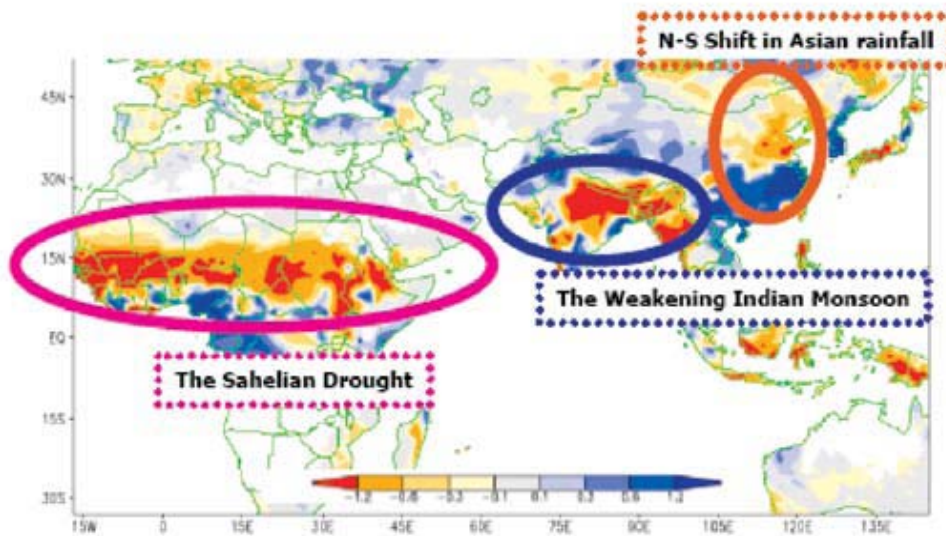 N-S Shift in Asian rainfall
45N
30N
15N
EQ
15S
30S
The Weakening Indian Monsoon
The Sahelian Drought
-1.2 -0.6 -0.3 -0.1 0.1 0.3 0.6 1.2
15W 0 15E 30E 45E 60E 75E 90E 105E 120E 135E